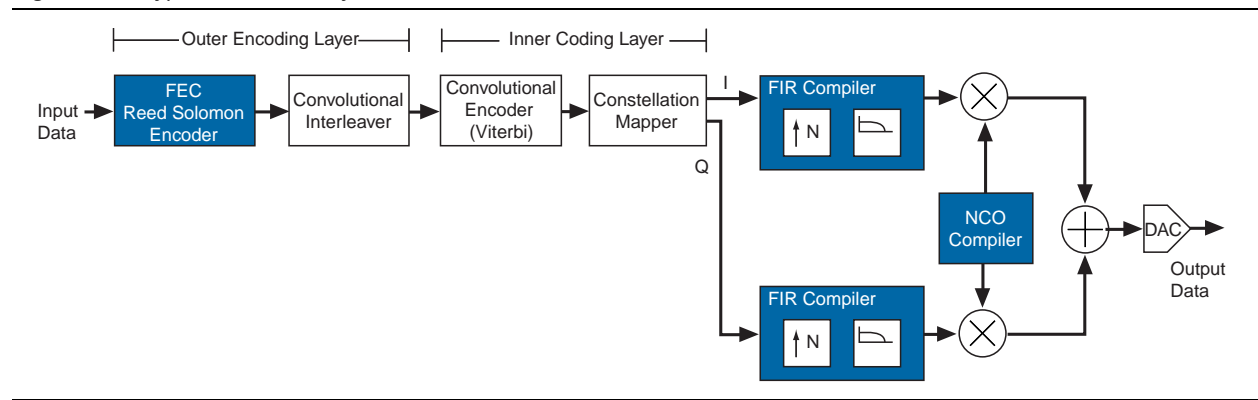 Outer Encoding Layer
Inner Coding Layer
Input
Data
FEC
Reed Solomon
Encoder
Convolutional
Interleaver
Convolutional
Encoder
(Viterbi)
Constellation
Mapper
I
Q
FIR Compiler
N
NCO
Compiler
DAC
Output
Data
FIR Compiler
N